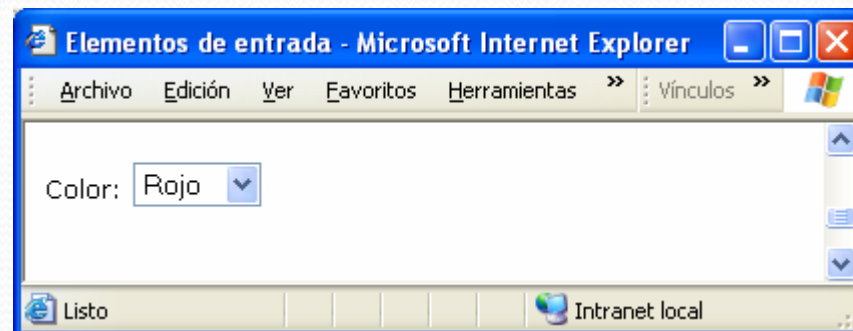 Elementos de entrada - Microsoft Internet Explorer
Archivo Edición Ver Favoritos Herramientas » Vínculos »
Color: Rojo
Listo Intranet local